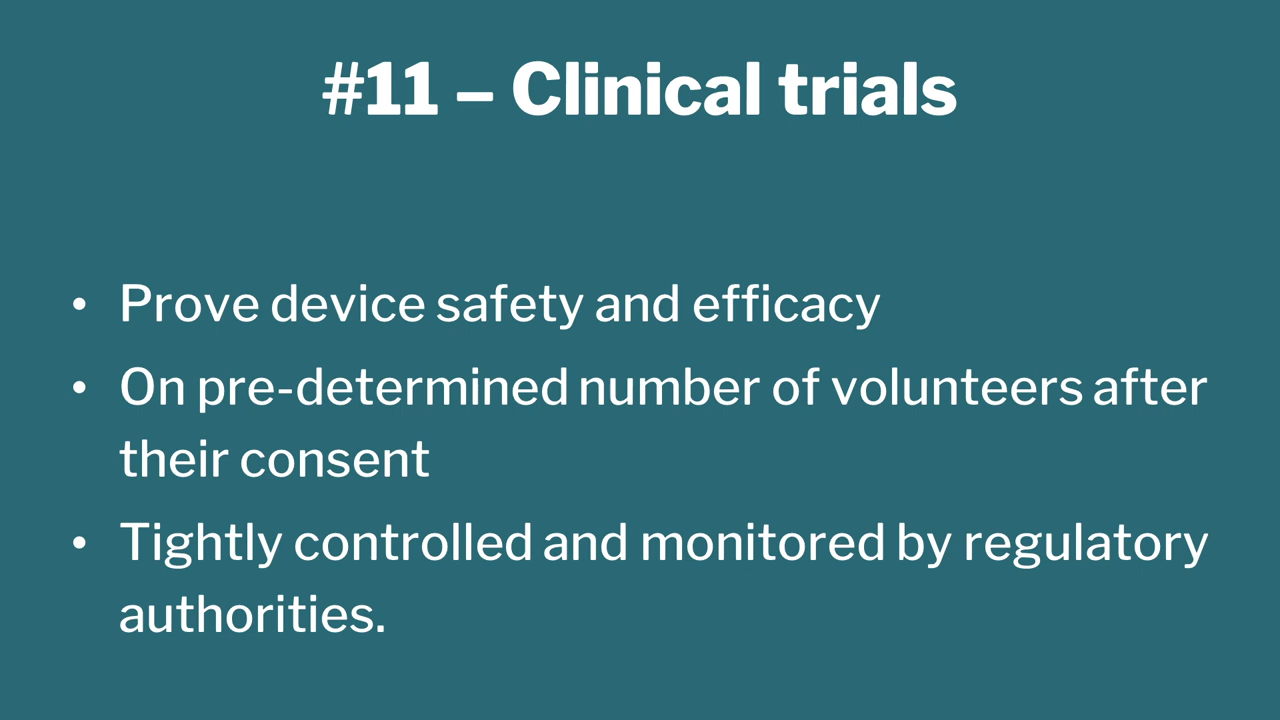 #11 – Clinical trials
• Prove device safety and efficacy
• On pre-determined number of volunteers after
their consent
• Tightly controlled and monitored by regulatory
authorities.